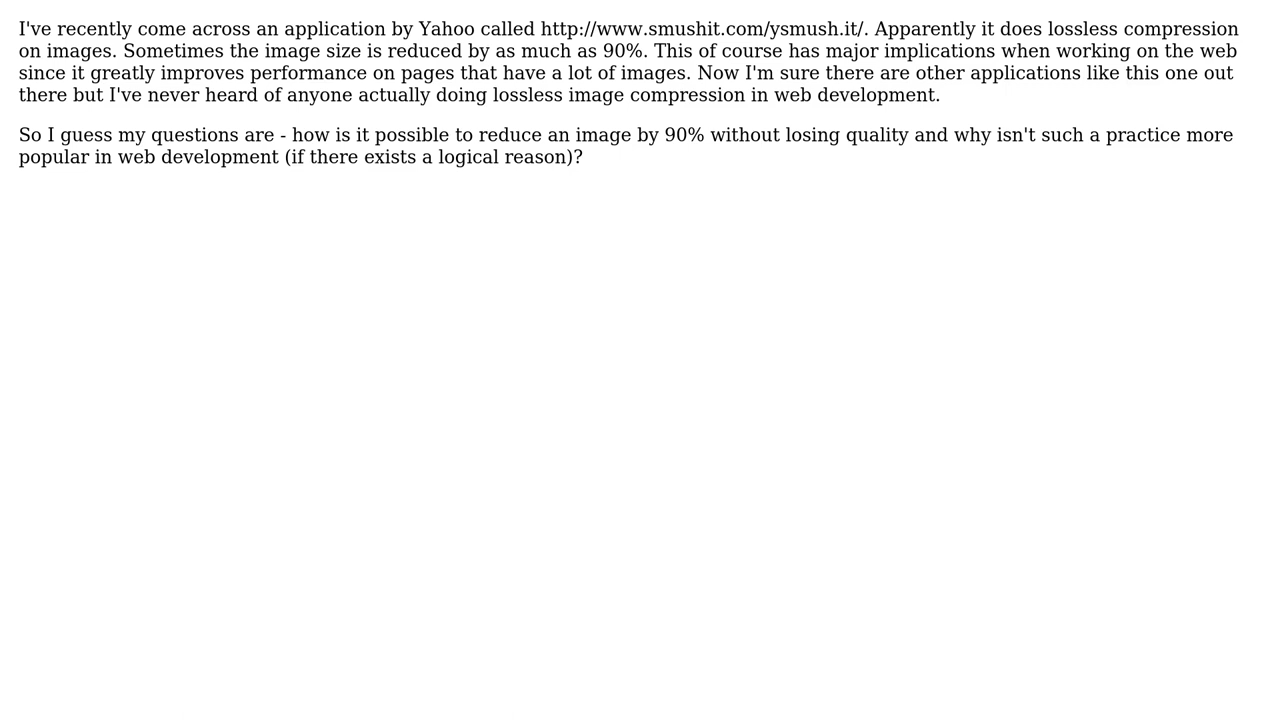 I've recently come across an application by Yahoo called http://www.smushit.com/ysmush.it/. Apparently it does lossless compression
on images. Sometimes the image size is reduced by as much as 90%. This of course has major implications when working on the web
since it greatly improves performance on pages that have a lot of images. Now I'm sure there are other applications like this one out
there but I've never heard of anyone actually doing lossless image compression in web development.
So I guess my questions are - how is it possible to reduce an image by 90% without losing quality and why isn't such a practice more
popular in web development (if there exists a logical reason)?